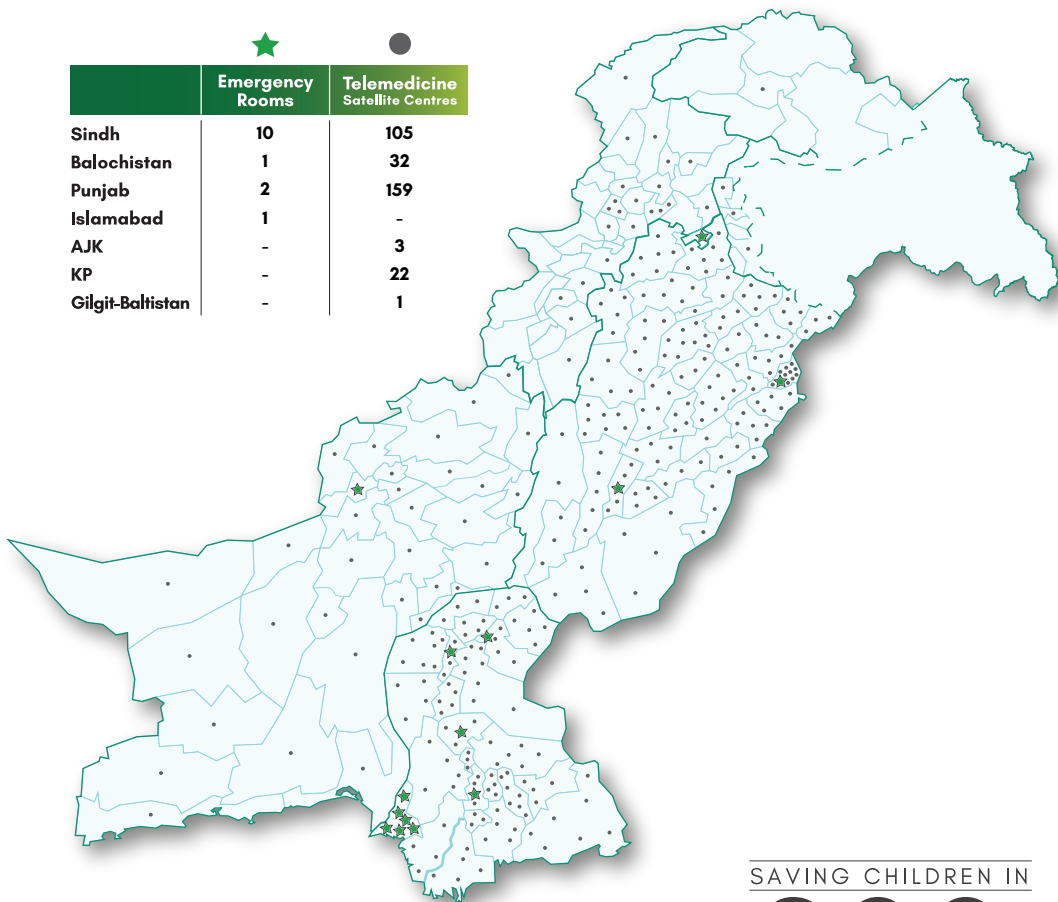 Emergency Rooms
Telemedicine Satellite Centres
Sindh 10 105
Balochistan 1 32
Punjab 2 159
Islamabad 1 -
AJK - 3
KP - 22
Gilgit-Baltistan - 1
SAVING CHILDREN IN